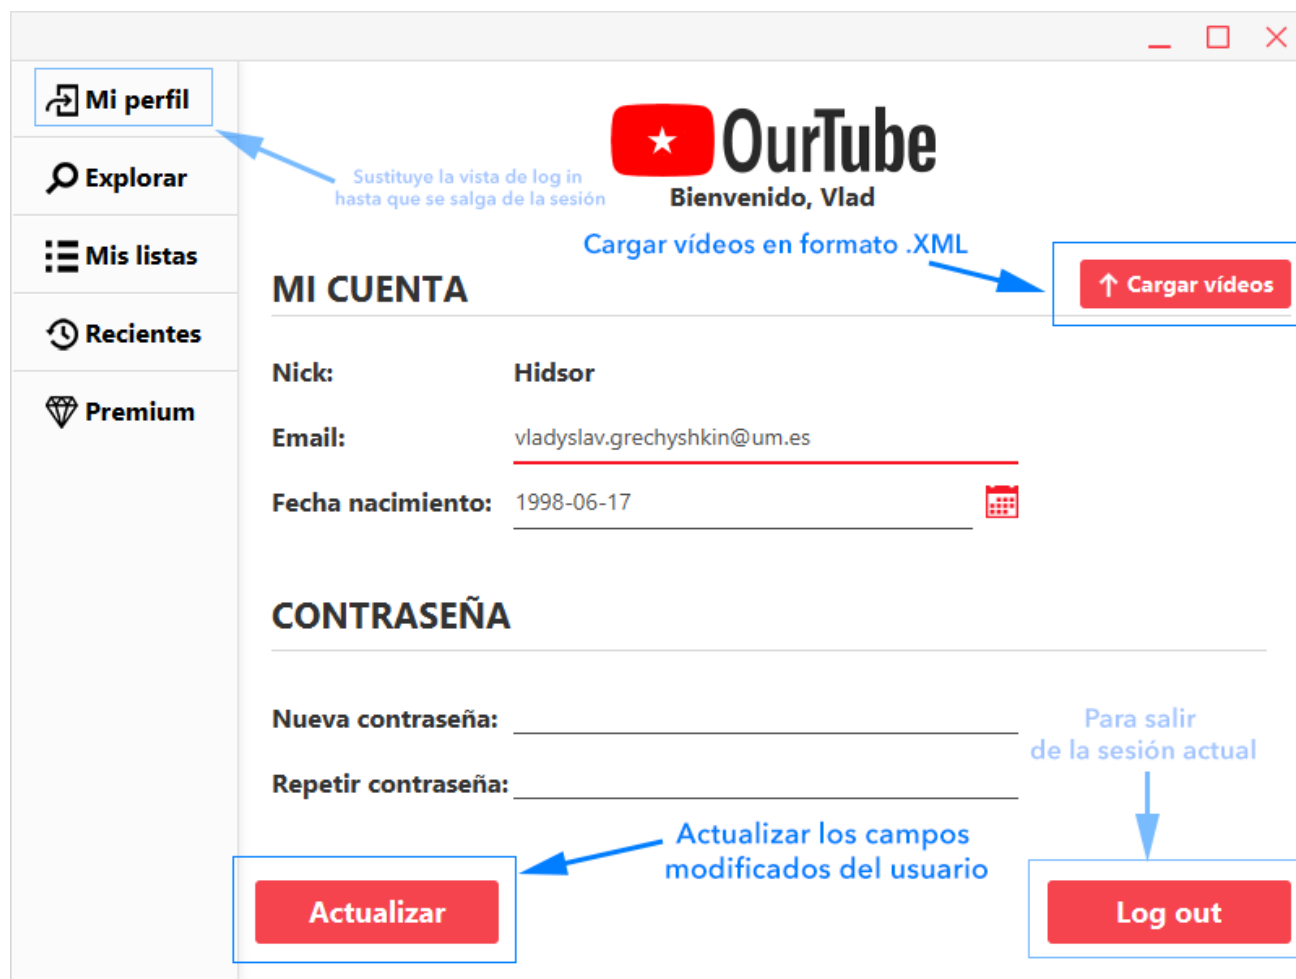 Mi perfil
Explorar
Mis listas
Recientes
Premium
Sustituye la vista de log in
hasta que se salga de la sesión
OurTube
Bienvenido, Vlad
Cargar vídeos en formato .XML
MI CUENTA
Cargar vídeos
Nick: Hidsor
Email: vladyslav.grechyshkin@um.es
Fecha nacimiento: 1998-06-17
CONTRASEÑA
Nueva contraseña:
Repetir contraseña:
Para salir
de la sesión actual
Actualizar los campos
modificados del usuario
Actualizar
Log out